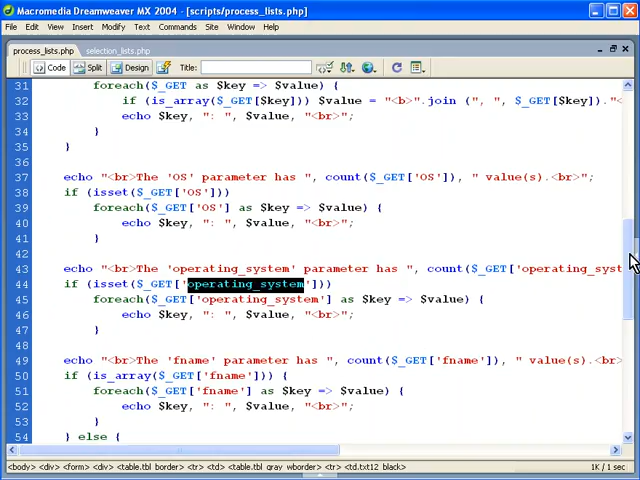 Macromedia Dreamweaver MX 2004 - [scripts/process_lists.php]
File Edit View Insert Modify Text Commands Site Window Help
process_lists.php selection_lists.php
Code Split Design Title:
31 foreach($_GET as $key => $value) {
32 if (is_array($_GET[$key])) $value = "<b>".join (", ", $_GET[$key])."<
33 echo $key, ": ", $value, "<br>";
34 }
35 }
36
37 echo "<br>The 'OS' parameter has ", count($_GET['OS']), " value(s).<br>";
38 if (isset($_GET['OS']))
39 foreach($_GET['OS'] as $key => $value) {
40 echo $key, ": ", $value, "<br>";
41 }
42
43 echo "<br>The 'operating_system' parameter has ", count($_GET['operating_syst
44 if (isset($_GET['operating_system']))
45 foreach($_GET['operating_system'] as $key => $value) {
46 echo $key, ": ", $value, "<br>";
47 }
48
49 echo "<br>The 'fname' parameter has ", count($_GET['fname']), " value(s).<br>
50 if (is_array($_GET['fname'])) {
51 foreach($_GET['fname'] as $key => $value) {
52 echo $key, ": ", $value, "<br>";
53 }
54 } else {
<body> <div> <form> <div> <table.tbl_border> <tr> <td> <table.tbl_gray_wborder> <tr> <td.txt12_black> 1K / 1 sec